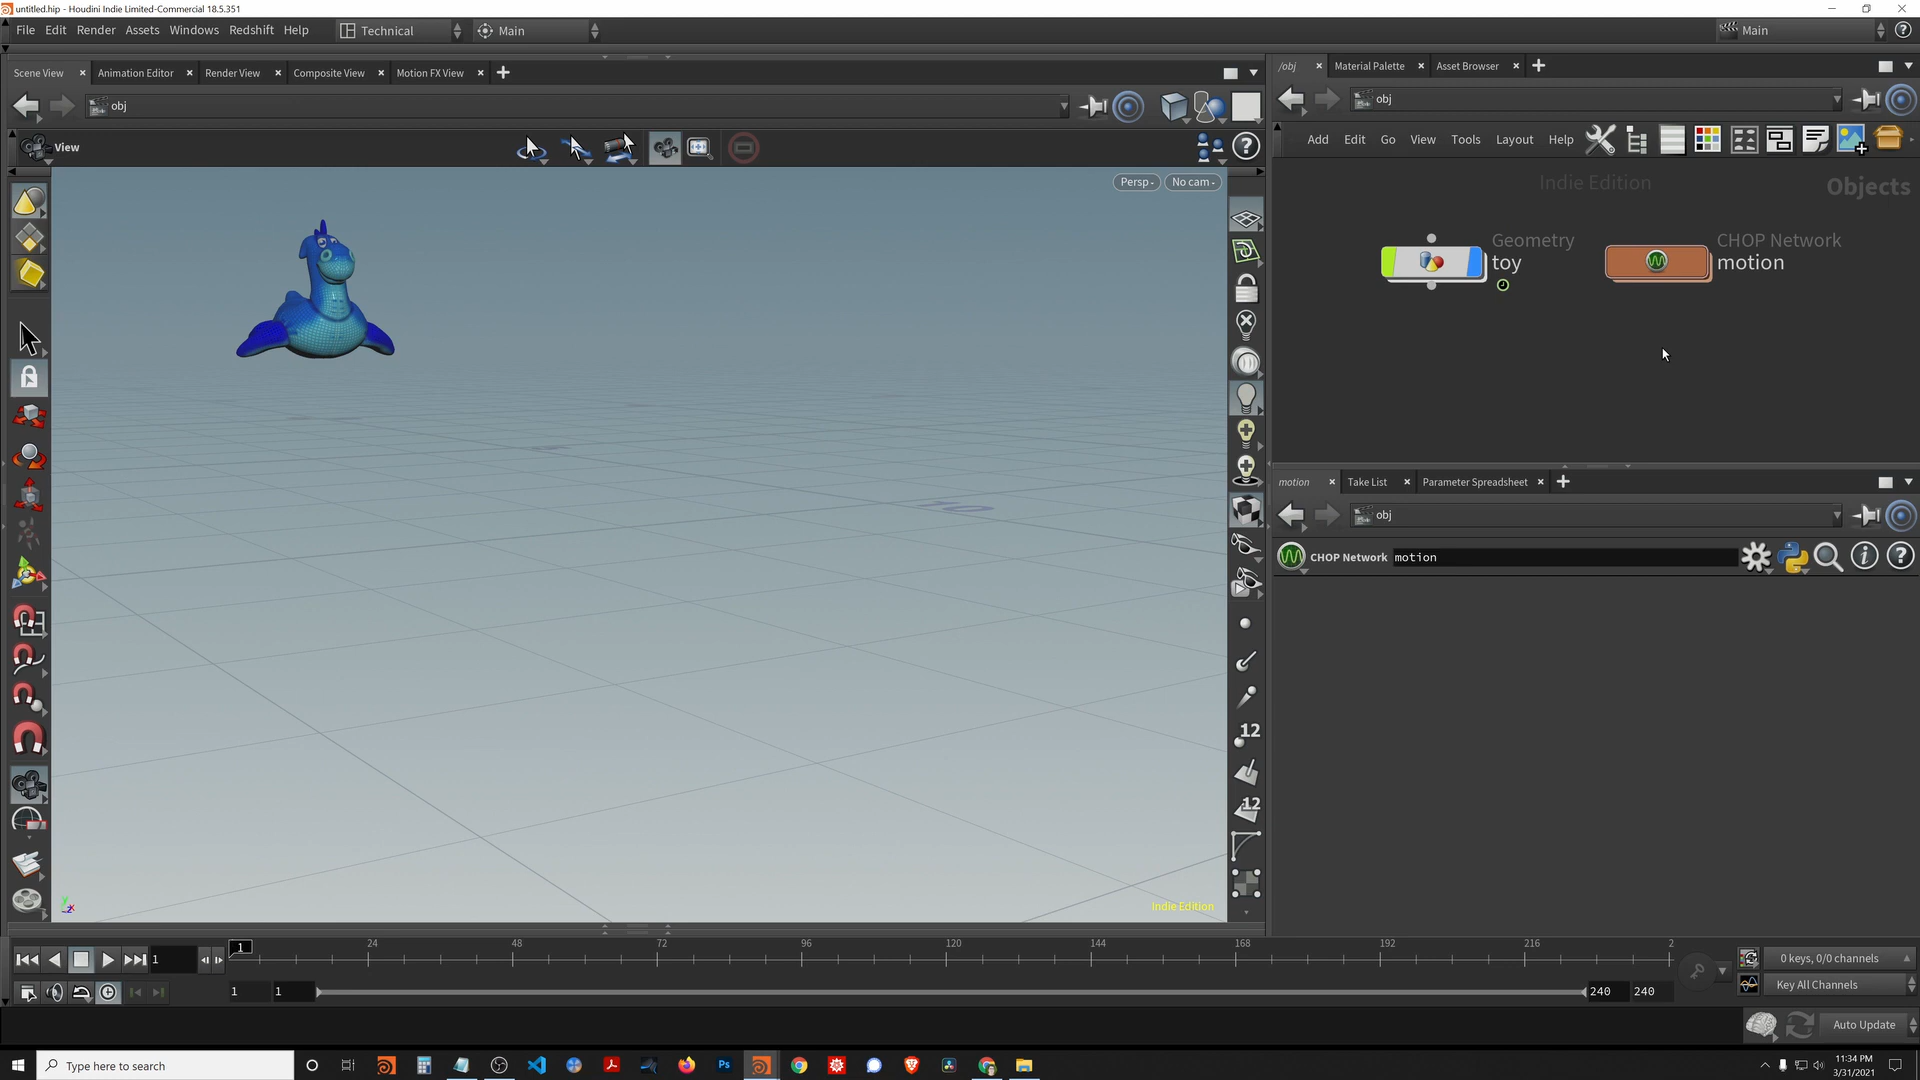 untitled.hip - Houdini Indie Limited-Commercial 18.5.351
File Edit Render Assets Windows Redshift Help Technical Main Main
Scene View Animation Editor Render View Composite View Motion FX View
obj
View
Persp No cam
Indie Edition
/obj Material Palette Asset Browser
obj
Add Edit Go View Tools Layout Help
Indie Edition Objects
Geometry
toy
CHOP Network
motion
12
12
motion Take List Parameter Spreadsheet
obj
CHOP Network motion
1 1 24 48 72 96 120 144 168 192 216 2
1 1 240 240
0 keys, 0/0 channels
Key All Channels
Auto Update
Type here to search
Ps
11:34 PM
3/31/2021